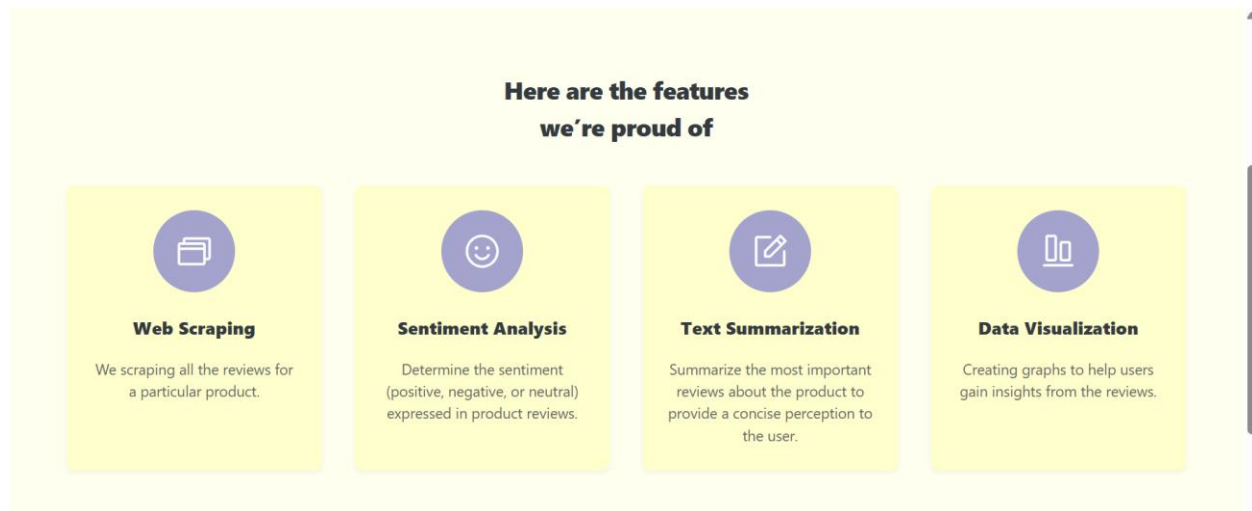 Here are the features
we´re proud of
Web Scraping
We scraping all the reviews for
a particular product.
Sentiment Analysis
Determine the sentiment
(positive, negative, or neutral)
expressed in product reviews.
Text Summarization
Summarize the most important
reviews about the product to
provide a concise perception to
the user.
Data Visualization
Creating graphs to help users
gain insights from the reviews.